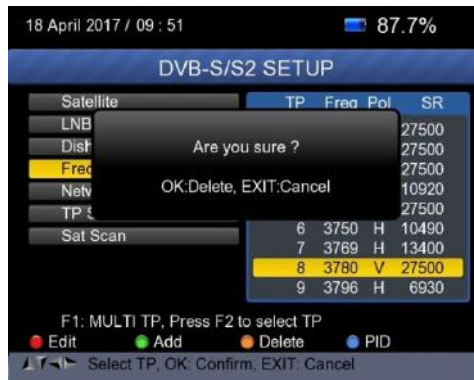 18 April 2017 / 09 : 51 87.7%
DVB-S/S2 SETUP
Satellite
LNB
Sat Scan
TP Freq Pol SR
27500
27500
27500
10920
27500
6 3750 H 10490
7 3769 H 13400
8 3780 V 27500
9 3796 H 6930
Are you sure ?
OK:Delete, EXIT:Cancel
F1: MULTI TP, Press F2 to select TP
Edit Add Delete PID
Select TP, OK: Confirm, EXIT: Cancel